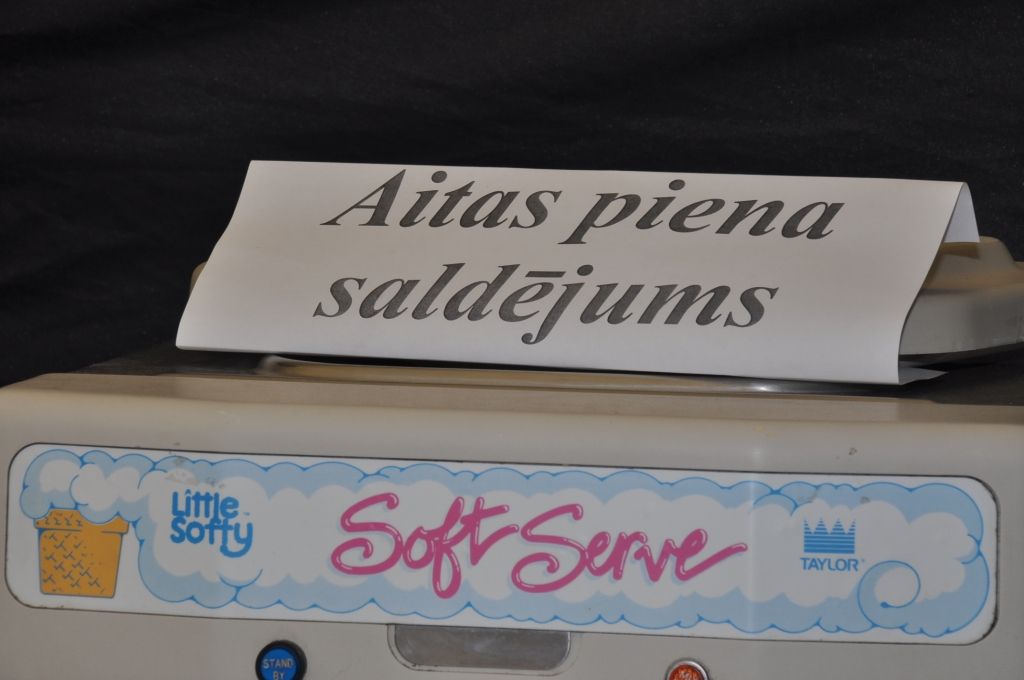 Aitas piena
saldējums
Little
Softy
Soft Serve
TAYLOR
STAND
BY